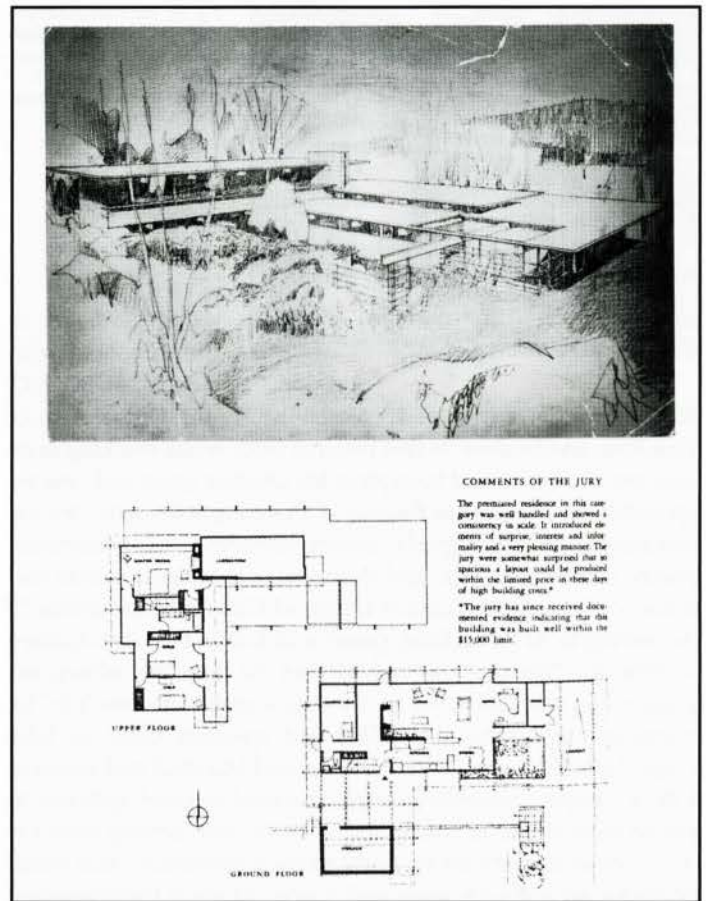 COMMENTS OF THE JURY
The premiated residence in this cate-
gory was well handled and showed a
consistency in scale. It introduced ele-
ments of surprise, interest and infor-
mality and a very pleasing manner. The
jury were somewhat surprised that so
spacious a layout could be produced
within the limited price in these days
of high building costs.*
*The jury has since received docu-
mented evidence indicating that this
building was built well within the
$15,000 limit.
UPPER FLOOR
GROUND FLOOR